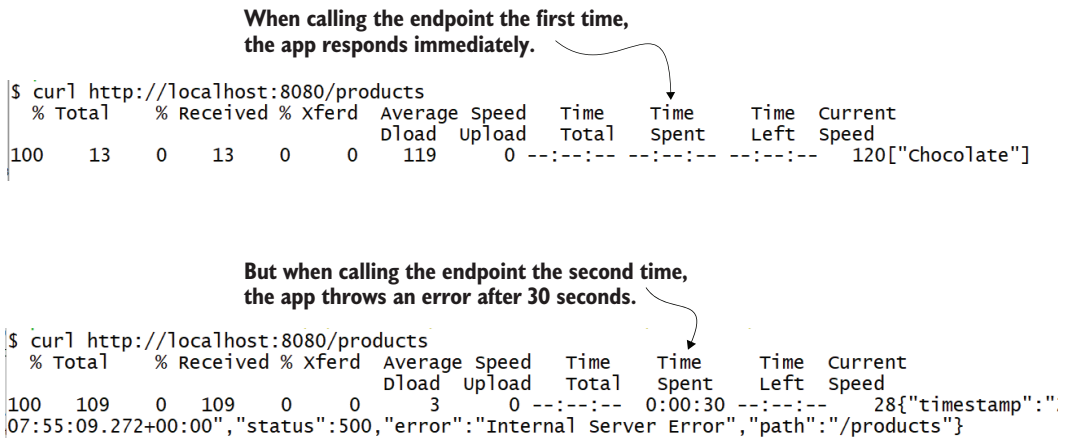 When calling the endpoint the first time,
the app responds immediately.
$ curl http://localhost:8080/products
% Total % Received % Xferd Average Speed Time Time Time Current
Dload Upload Total Spent Left Speed
100 13 0 13 0 0 119 0 --:--:-- --:--:-- --:--:-- 120["Chocolate"]
But when calling the endpoint the second time,
the app throws an error after 30 seconds.
$ curl http://localhost:8080/products
% Total % Received % Xferd Average Speed Time Time Time Current
Dload Upload Total Spent Left Speed
100 109 0 109 0 0 3 0 --:--:-- 0:00:30 --:--:-- 28{"timestamp":"
07:55:09.272+00:00","status":500,"error":"Internal Server Error","path":"/products"}